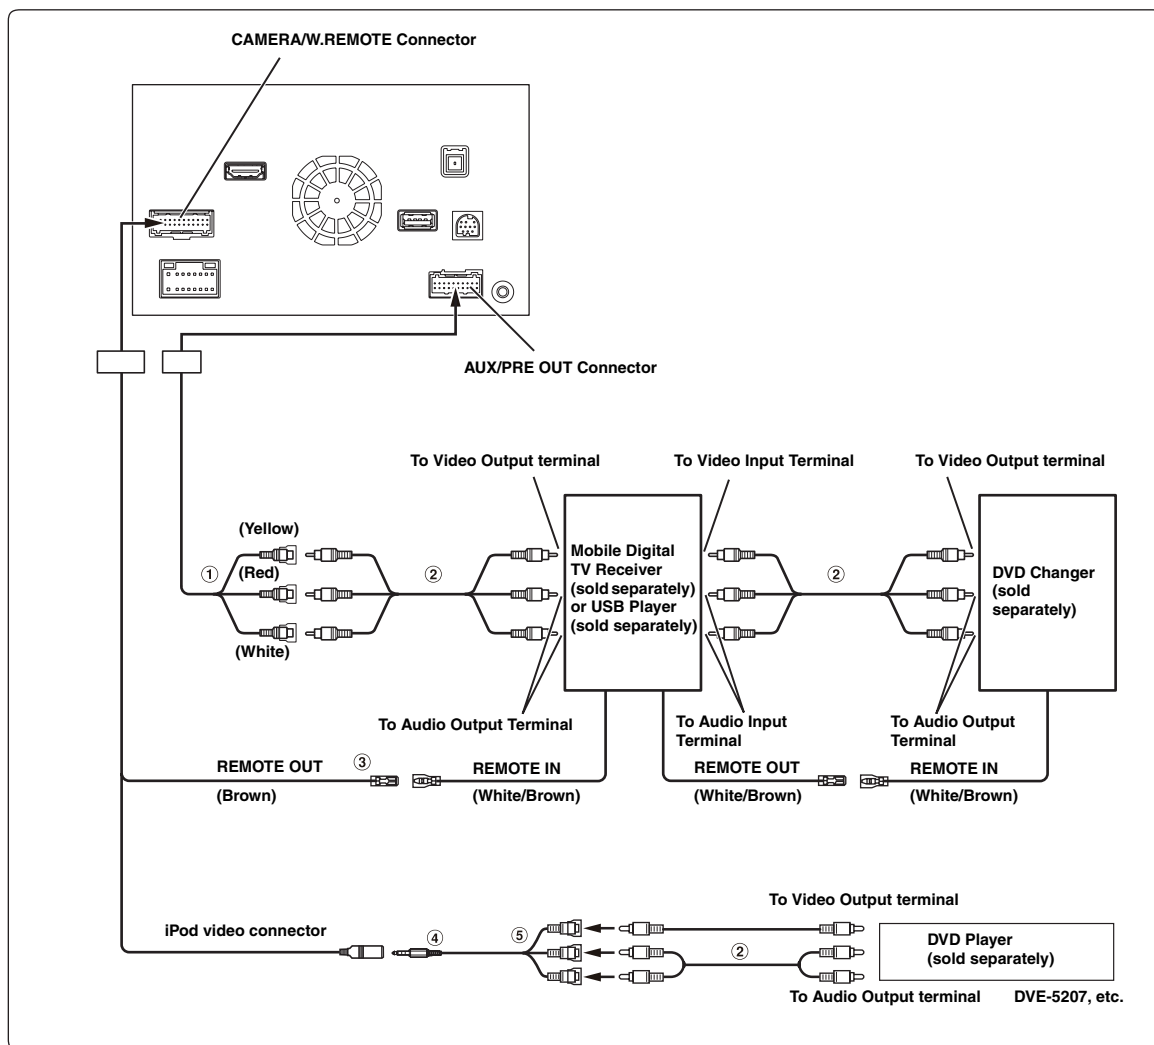 CAMERA/W.REMOTE Connector
AUX/PRE OUT Connector
To Video Output terminal
To Video Input Terminal
To Video Output terminal
(Yellow)
①
(Red)
(White)
②
Mobile Digital
TV Receiver
(sold separately)
or USB Player
(sold separately)
②
DVD Changer
(sold
separately)
To Audio Output Terminal
To Audio Input
Terminal
To Audio Output
Terminal
REMOTE OUT
(Brown)
③
REMOTE IN
(White/Brown)
REMOTE OUT
(White/Brown)
REMOTE IN
(White/Brown)
To Video Output terminal
iPod video connector
④
⑤
②
DVD Player
(sold separately)
To Audio Output terminal
DVE-5207, etc.